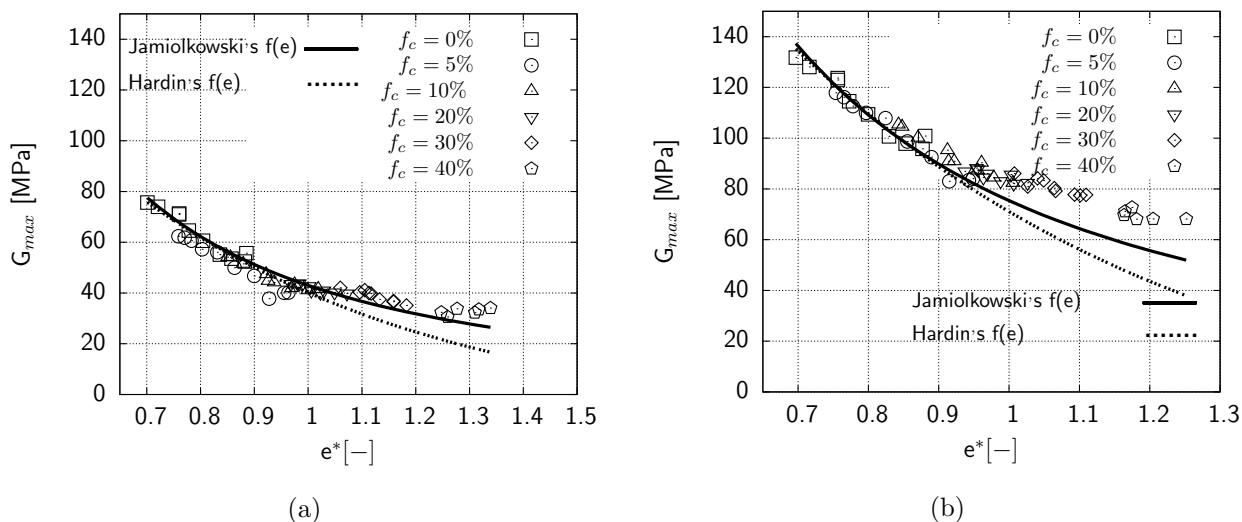 140
120
100
80
60
40
20
0
G_max [MPa]
Jamiolkowski's f(e)
Hardin's f(e)
f_c = 0%
f_c = 5%
f_c = 10%
f_c = 20%
f_c = 30%
f_c = 40%
0.7 0.8 0.9 1 1.1 1.2 1.3 1.4 1.5
e*[−]
(a)
140
120
100
80
60
40
20
0
G_max [MPa]
f_c = 0%
f_c = 5%
f_c = 10%
f_c = 20%
f_c = 30%
f_c = 40%
Jamiolkowski's f(e)
Hardin's f(e)
0.7 0.8 0.9 1 1.1 1.2 1.3
e*[−]
(b)